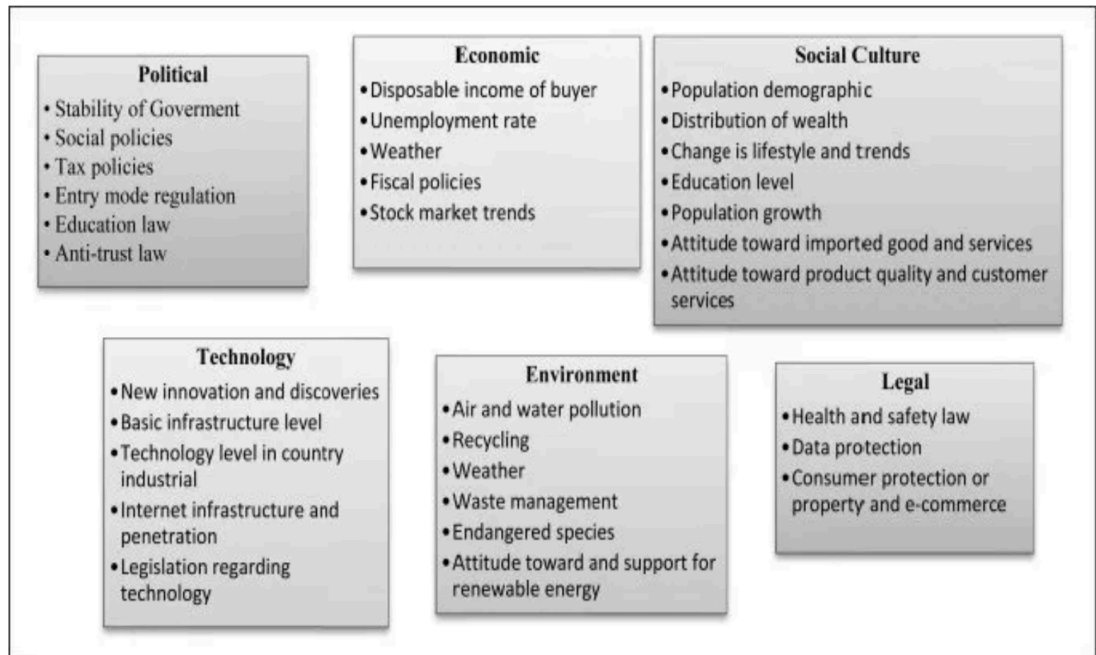 Political
• Stability of Goverment
• Social policies
• Tax policies
• Entry mode regulation
• Education law
• Anti-trust law
Economic
• Disposable income of buyer
• Unemployment rate
• Weather
• Fiscal policies
• Stock market trends
Social Culture
• Population demographic
• Distribution of wealth
• Change is lifestyle and trends
• Education level
• Population growth
• Attitude toward imported good and services
• Attitude toward product quality and customer
services
Technology
• New innovation and discoveries
• Basic infrastructure level
• Technology level in country
industrial
• Internet infrastructure and
penetration
• Legislation regarding
technology
Environment
• Air and water pollution
• Recycling
• Weather
• Waste management
• Endangered species
• Attitude toward and support for
renewable energy
Legal
• Health and safety law
• Data protection
• Consumer protection or
property and e-commerce